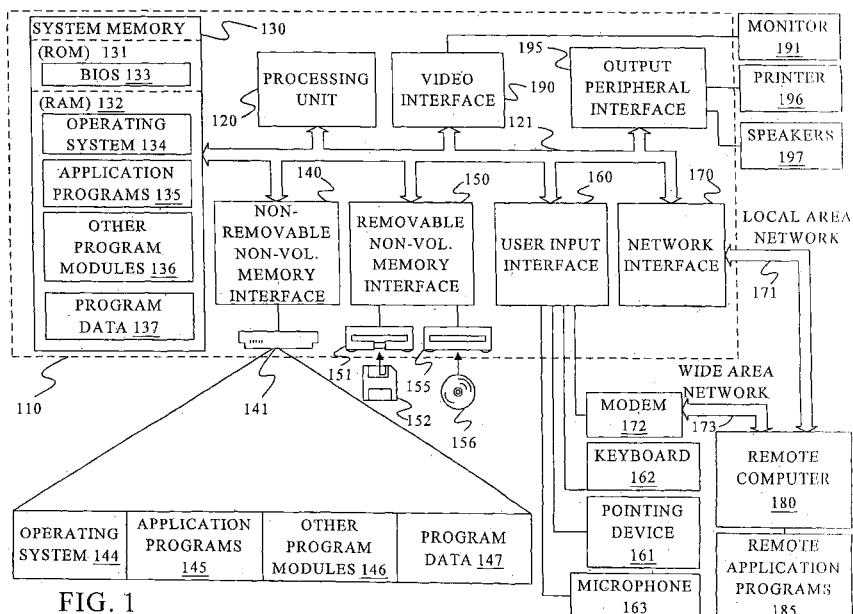 SYSTEM MEMORY
130
(ROM) 131
BIOS 133
(RAM) 132
OPERATING
SYSTEM 134
APPLICATION
PROGRAMS 135
OTHER
PROGRAM
MODULES 136
PROGRAM
DATA 137
110
PROCESSING
UNIT
120
VIDEO
INTERFACE
190
195
OUTPUT
PERIPHERAL
INTERFACE
121
MONITOR
191
PRINTER
196
SPEAKERS
197
140
NON-
REMOVABLE
NON-VOL.
MEMORY
INTERFACE
150
REMOVABLE
NON-VOL.
MEMORY
INTERFACE
160
USER INPUT
INTERFACE
170
NETWORK
INTERFACE
LOCAL AREA
NETWORK
171
141
151
152
155
156
WIDE AREA
NETWORK
173
MODEM
172
KEYBOARD
162
POINTING
DEVICE
161
MICROPHONE
163
REMOTE
COMPUTER
180
REMOTE
APPLICATION
PROGRAMS
185
OPERATING
SYSTEM 144
APPLICATION
PROGRAMS
145
OTHER
PROGRAM
MODULES 146
PROGRAM
DATA 147
FIG. 1